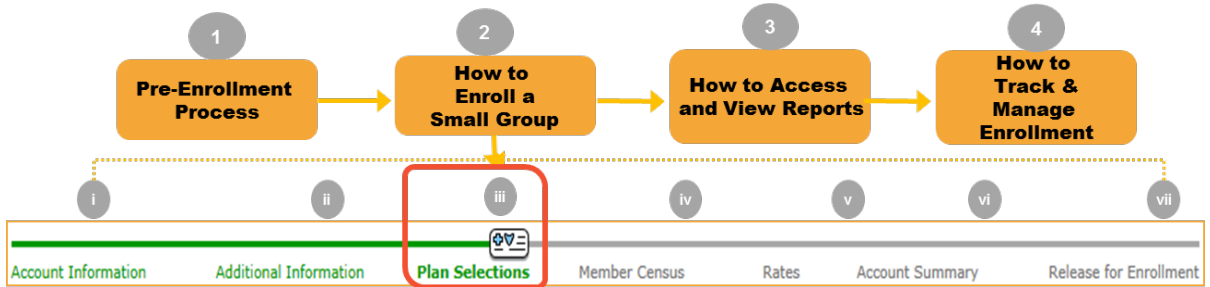 1
2
3
4
Pre-Enrollment
Process
How to
Enroll a
Small Group
How to Access
and View Reports
How to
Track &
Manage
Enrollment
i
ii
iii
iv
v
vi
vii
Account Information
Additional Information
Plan Selections
Member Census
Rates
Account Summary
Release for Enrollment